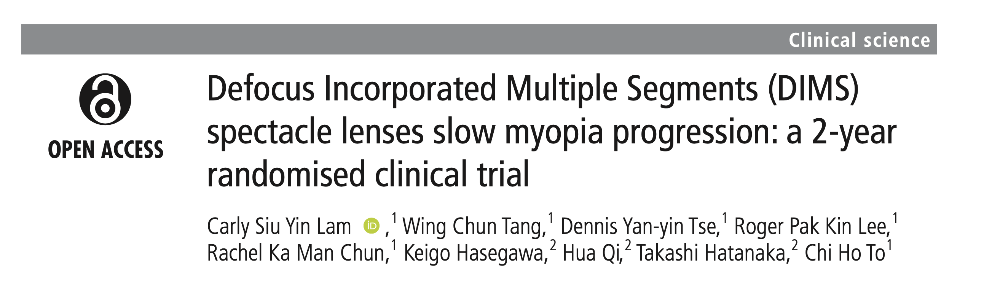 Clinical science
OPEN ACCESS
Defocus Incorporated Multiple Segments (DIMS)
spectacle lenses slow myopia progression: a 2-year
randomised clinical trial
Carly Siu Yin Lam iD ,1 Wing Chun Tang,1 Dennis Yan-yin Tse,1 Roger Pak Kin Lee,1
Rachel Ka Man Chun,1 Keigo Hasegawa,2 Hua Qi,2 Takashi Hatanaka,2 Chi Ho To1